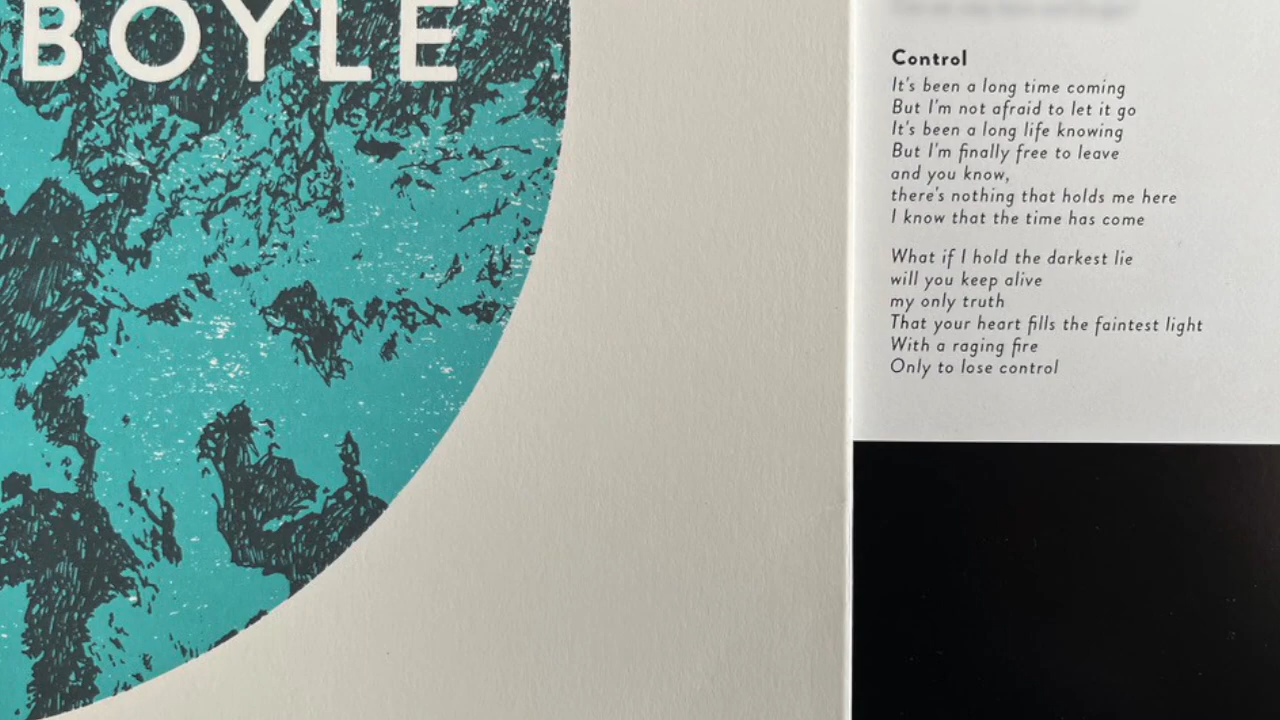 BOYLE
Control
It's been a long time coming
But I'm not afraid to let it go
It's been a long life knowing
But I'm finally free to leave
and you know,
there's nothing that holds me here
I know that the time has come
What if I hold the darkest lie
will you keep alive
my only truth
That your heart fills the faintest light
With a raging fire
Only to lose control